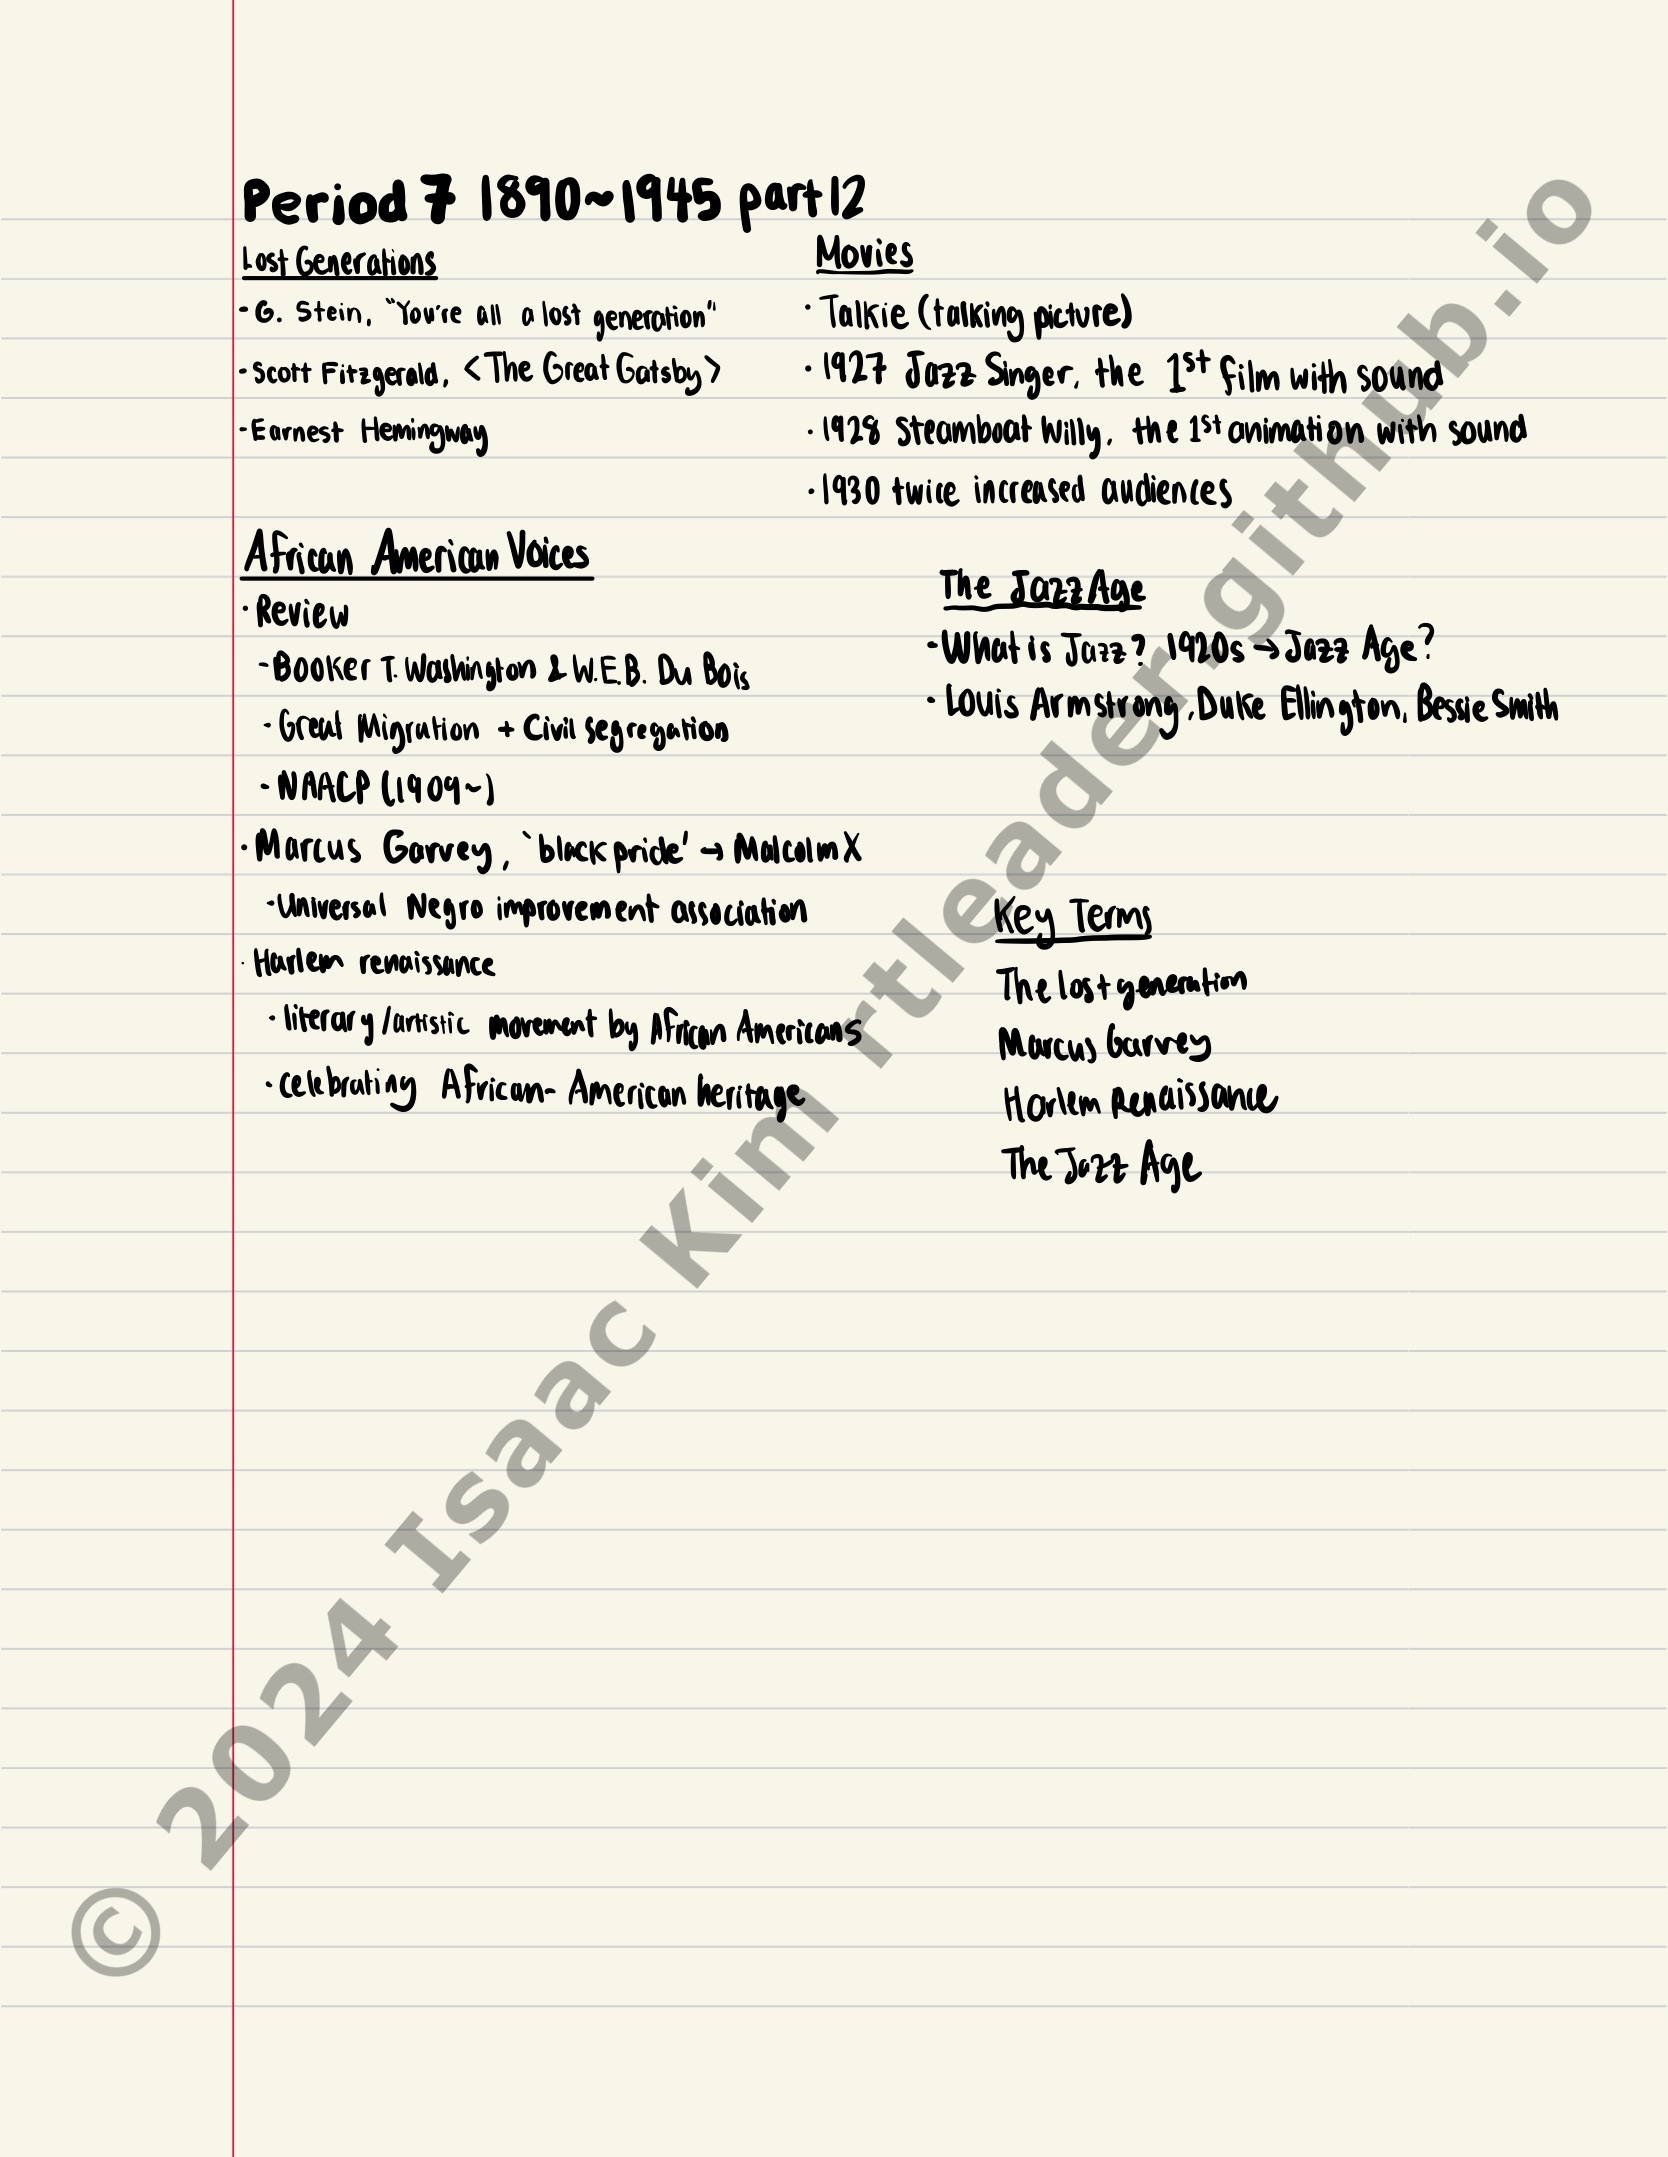 Period 7 1890~1945 part 12
Lost Generations
- G. Stein, "You're all a lost generation"
- Scott Fitzgerald, <The Great Gatsby>
- Earnest Hemingway
African American Voices
· Review
- Booker T. Washington & W.E.B. Du Bois
- Great Migration + Civil segregation
- NAACP (1909~)
· Marcus Garvey, `black pride' → Malcolm X
- Universal Negro improvement association
· Harlem renaissance
· literary/artistic movement by African Americans
· celebrating African-American heritage
Movies
· Talkie (talking picture)
· 1927 Jazz Singer, the 1st film with sound
· 1928 Steamboat Willy, the 1st animation with sound
· 1930 twice increased audiences
The Jazz Age
- What is Jazz? 1920s → Jazz Age?
· Louis Armstrong, Duke Ellington, Bessie Smith
Key Terms
The lost generation
Marcus Garvey
Harlem Renaissance
The Jazz Age
© 2024 Isaac Kim rtleader.github.io